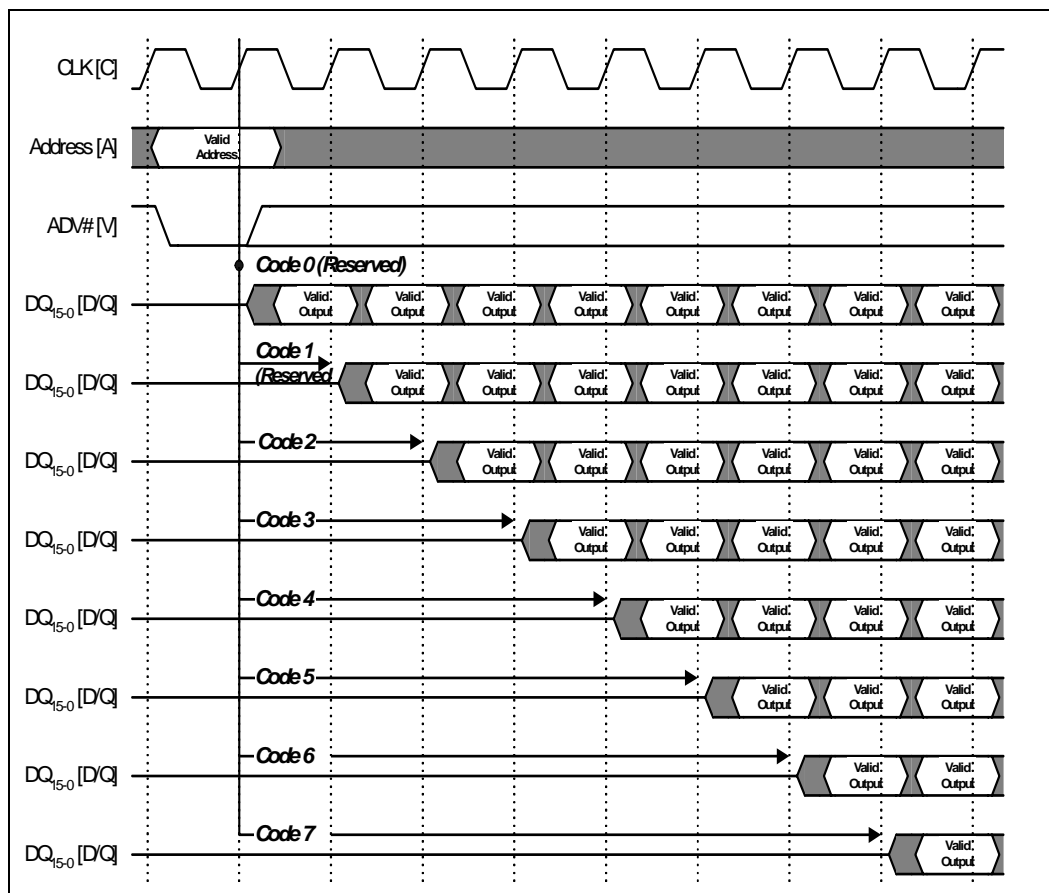 CLK [C]
Address [A]
Valid
Address
ADV# [V]
Code 0 (Reserved)
DQ15-0 [D/Q]
Valid Valid Valid Valid Valid Valid Valid Valid
Output Output Output Output Output Output Output Output
Code 1
(Reserved
DQ15-0 [D/Q]
Valid Valid Valid Valid Valid Valid Valid
Output Output Output Output Output Output Output
Code 2
DQ15-0 [D/Q]
Valid Valid Valid Valid Valid Valid
Output Output Output Output Output Output
Code 3
DQ15-0 [D/Q]
Valid Valid Valid Valid Valid
Output Output Output Output Output
Code 4
DQ15-0 [D/Q]
Valid Valid Valid Valid
Output Output Output Output
Code 5
DQ15-0 [D/Q]
Valid Valid Valid
Output Output Output
Code 6
DQ15-0 [D/Q]
Valid Valid
Output Output
Code 7
DQ15-0 [D/Q]
Valid
Output